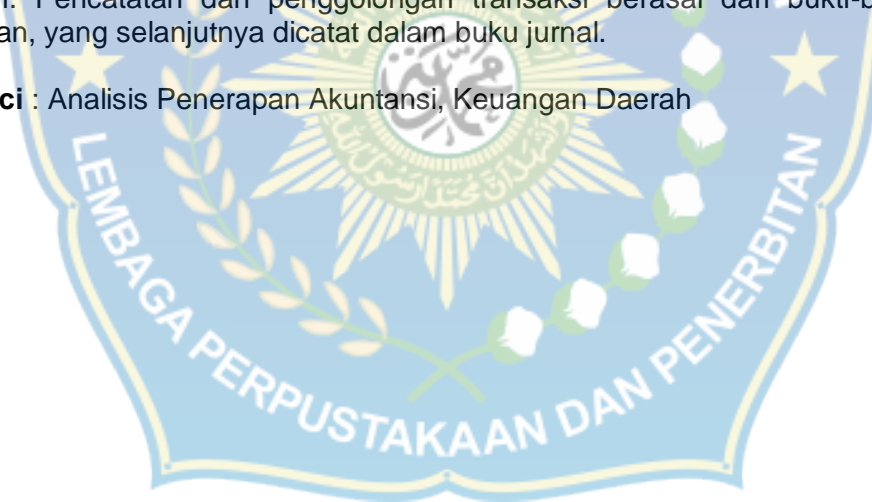 Pencatatan dan penggolongan transaksi berasal dari
an, yang selanjutnya dicatat dalam buku jurnal.
ci : Analisis Penerapan Akuntansi, Keuangan Daerah
LEMBAGA PERPUSTAKAAN DAN PENERBITAN